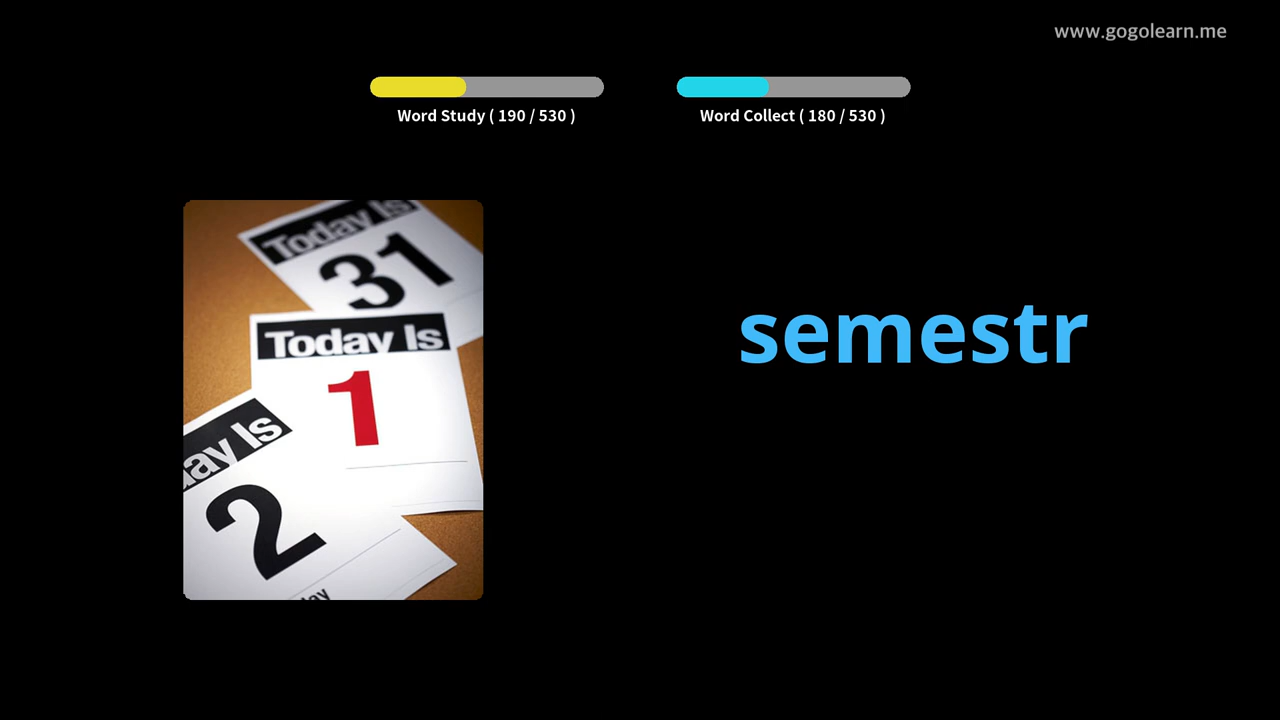 www.gogolearn.me
Word Study ( 190 / 530 )
Word Collect ( 180 / 530 )
Today Is
31
Today Is
1
semestr
ay Is
2
ay